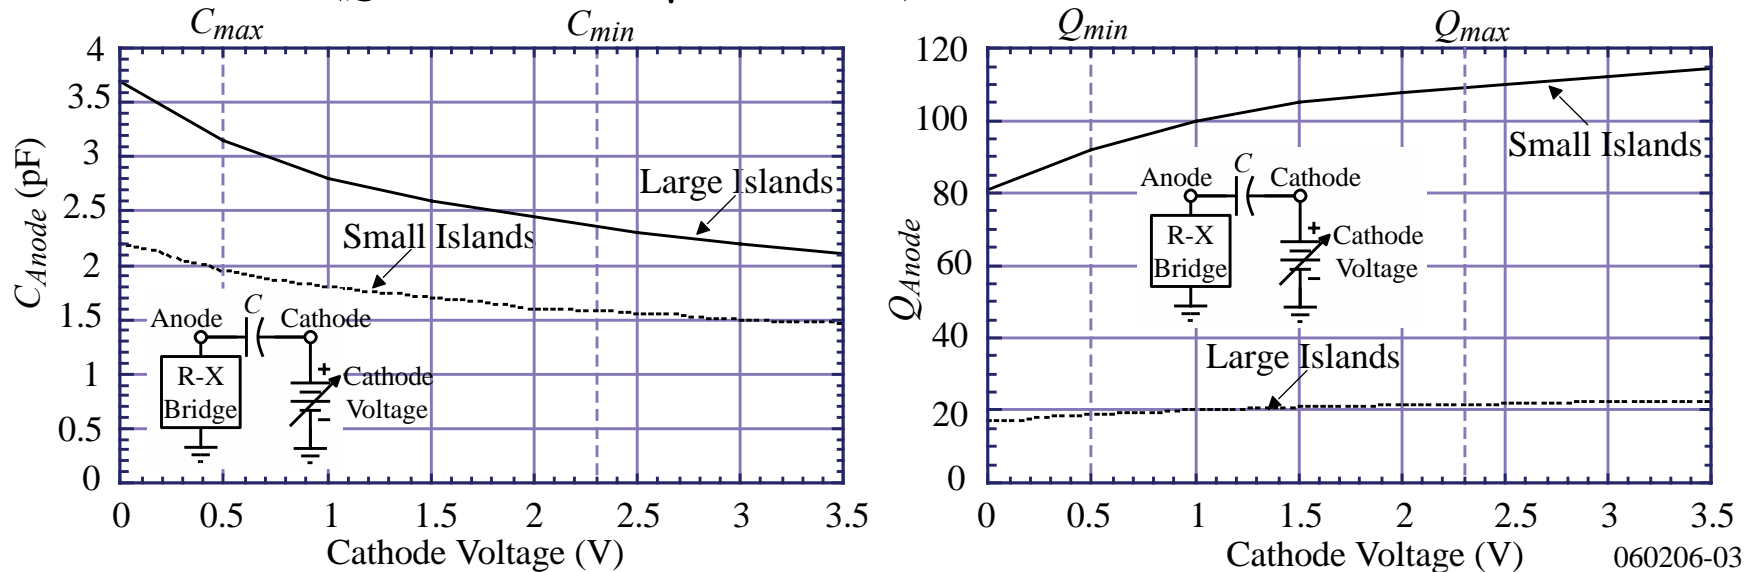 Cmax
Cmin
4
3.5
3
2.5
2
1.5
1
0.5
0
CAnode (pF)
Large Islands
Small Islands
Anode
C
Cathode
R-X
Bridge
+
Cathode
Voltage
–
0
0.5
1
1.5
2
2.5
3
3.5
Cathode Voltage (V)
Qmin
Qmax
120
100
80
60
40
20
0
QAnode
Small Islands
Anode
C
Cathode
R-X
Bridge
+
Cathode
Voltage
–
Large Islands
0
0.5
1
1.5
2
2.5
3
3.5
Cathode Voltage (V)
060206-03